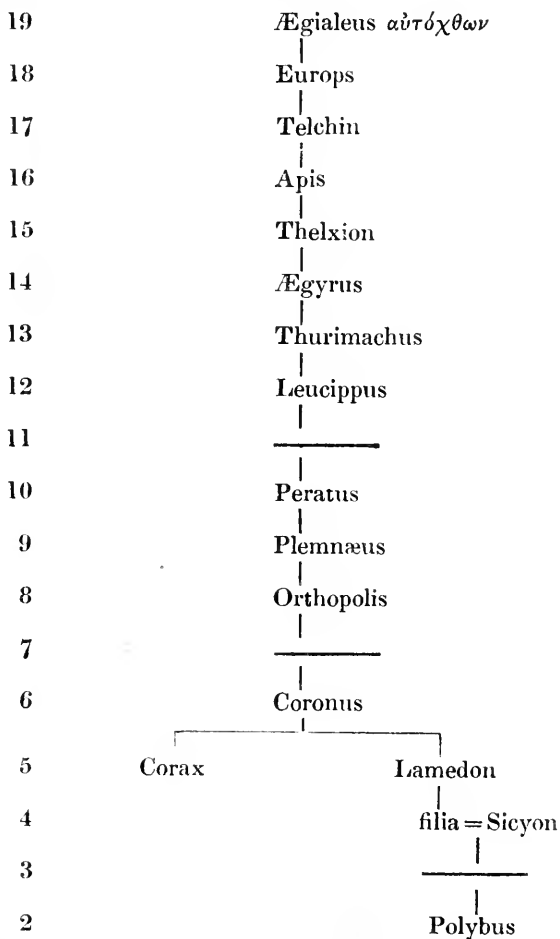 19 Ægialeus αὐτόχθων
18 Europs
17 Telchin
16 Apis
15 Thelxion
14 Ægyrus
13 Thurimachus
12 Leucippus
11
10 Peratus
9 Plemnæus
8 Orthopolis
7
6 Coronus
5 Corax Lamedon
4 filia = Sicyon
3
2 Polybus